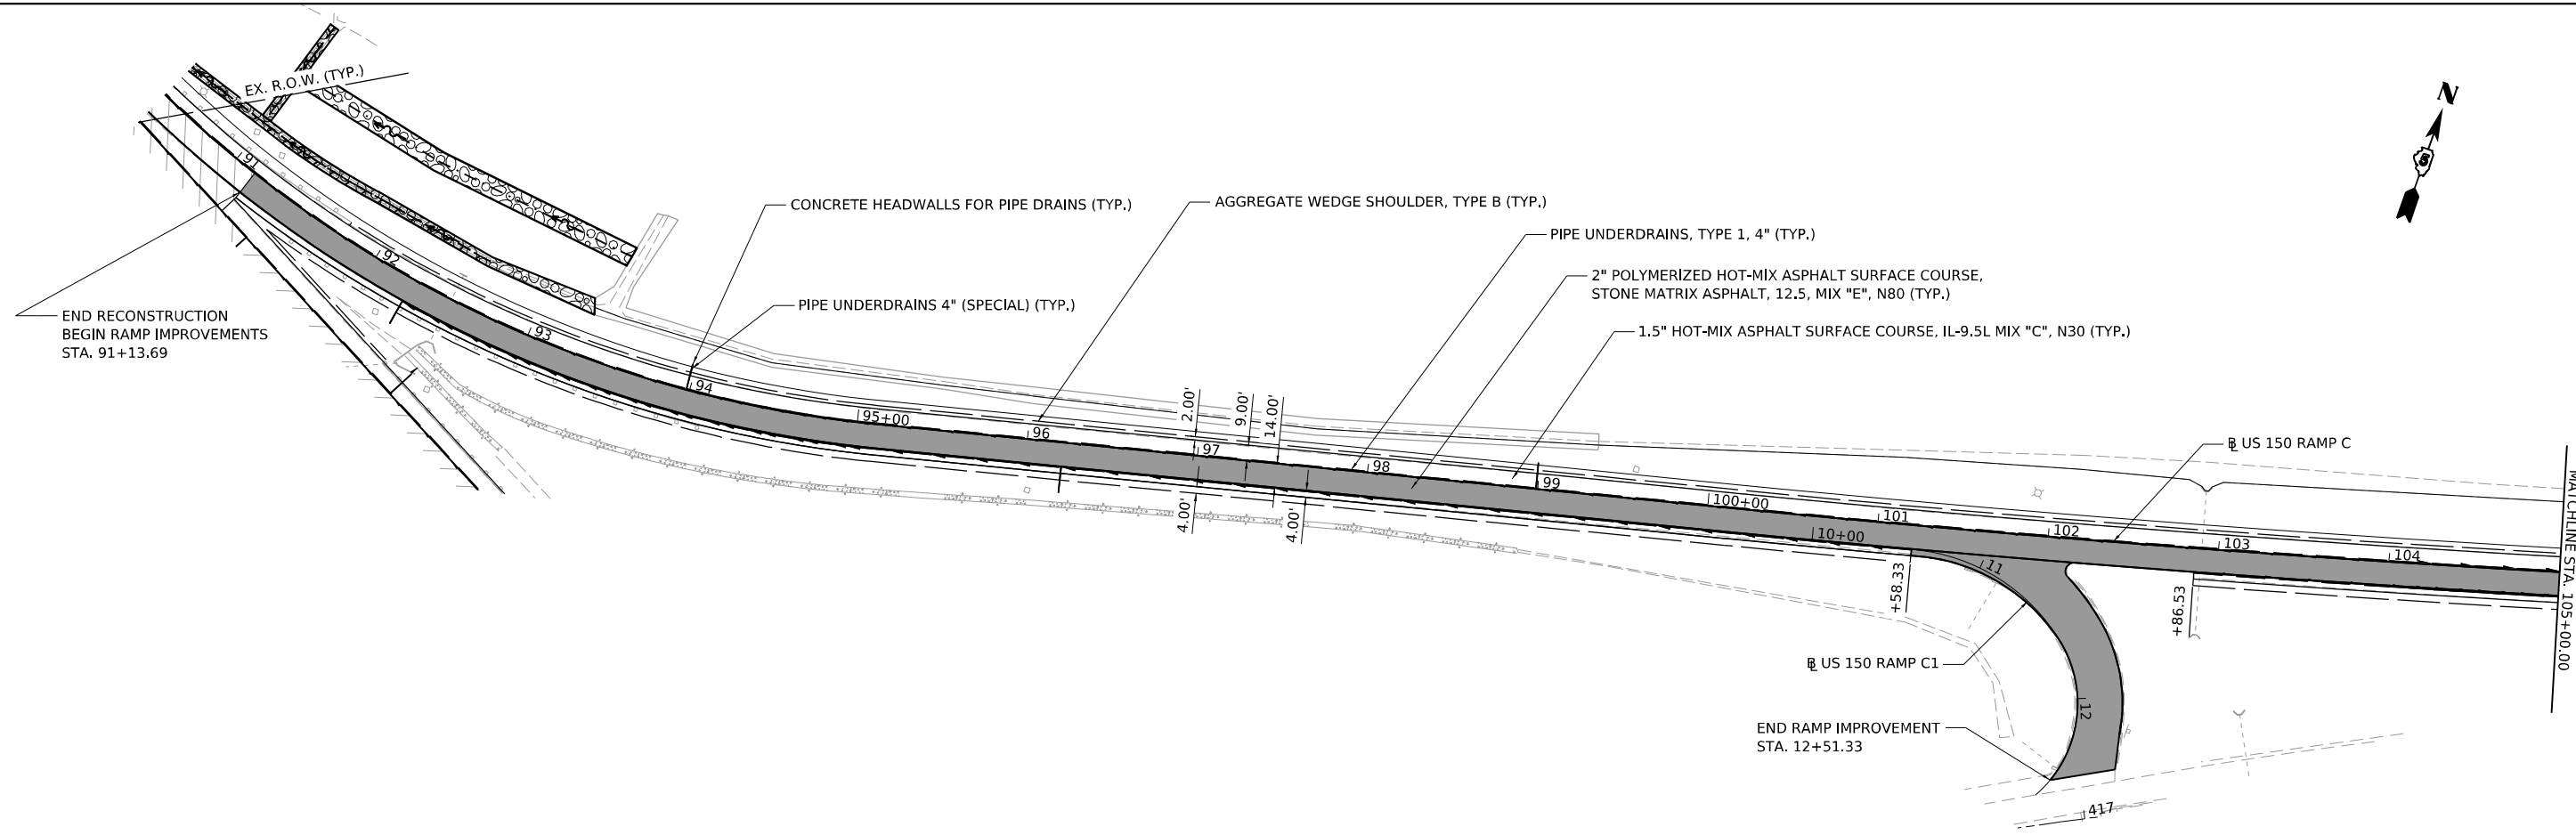 EX. R.O.W. (TYP.)
N
5
CONCRETE HEADWALLS FOR PIPE DRAINS (TYP.)
AGGREGATE WEDGE SHOULDER, TYPE B (TYP.)
PIPE UNDERDRAINS, TYPE 1, 4" (TYP.)
2" POLYMERIZED HOT-MIX ASPHALT SURFACE COURSE,
STONE MATRIX ASPHALT, 12.5, MIX "E", N80 (TYP.)
PIPE UNDERDRAINS 4" (SPECIAL) (TYP.)
END RECONSTRUCTION
BEGIN RAMP IMPROVEMENTS
STA. 91+13.69
1.5" HOT-MIX ASPHALT SURFACE COURSE, IL-9.5L MIX "C", N30 (TYP.)
92
93
94
95+00
96
97
98
99
100+00
101
102
103
104
2.00'
9.00'
14.00'
4.00'
4.00'
℄ US 150 RAMP C
MATCHLINE STA. 105+00.00
10+00
11
12
+58.33
+86.53
℄ US 150 RAMP C1
END RAMP IMPROVEMENT
STA. 12+51.33
417